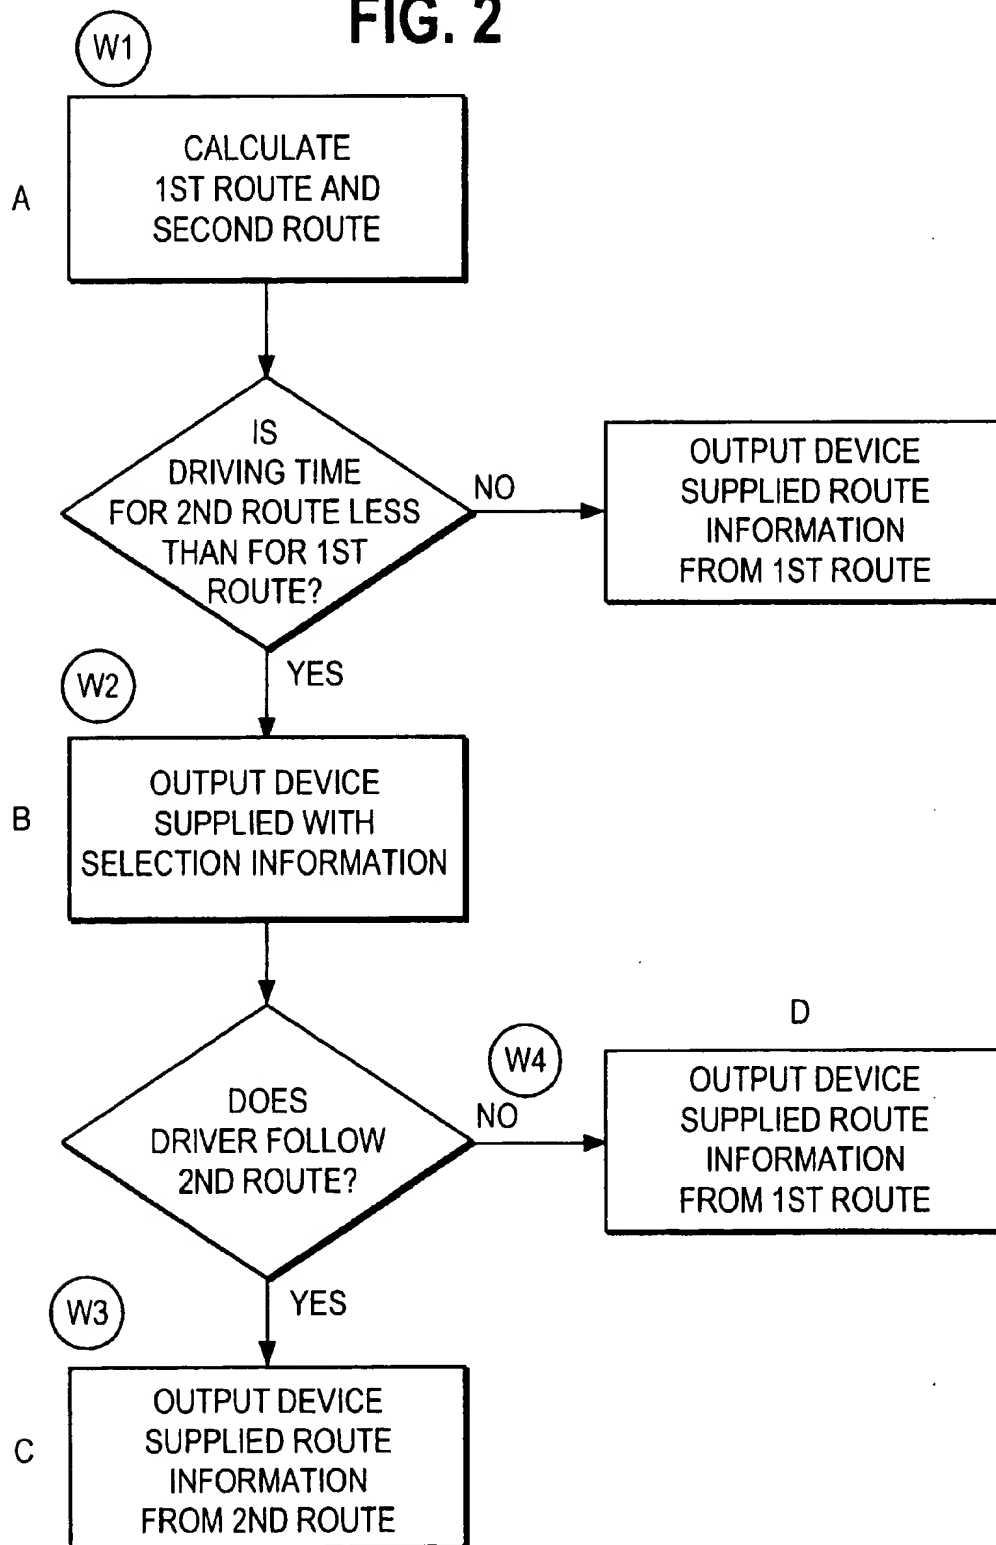 FIG. 2
W1
A
CALCULATE
1ST ROUTE AND
SECOND ROUTE
IS
DRIVING TIME
FOR 2ND ROUTE LESS
THAN FOR 1ST
ROUTE?
NO
OUTPUT DEVICE
SUPPLIED ROUTE
INFORMATION
FROM 1ST ROUTE
YES
W2
B
OUTPUT DEVICE
SUPPLIED WITH
SELECTION INFORMATION
DOES
DRIVER FOLLOW
2ND ROUTE?
W4
NO
D
OUTPUT DEVICE
SUPPLIED ROUTE
INFORMATION
FROM 1ST ROUTE
YES
W3
C
OUTPUT DEVICE
SUPPLIED ROUTE
INFORMATION
FROM 2ND ROUTE